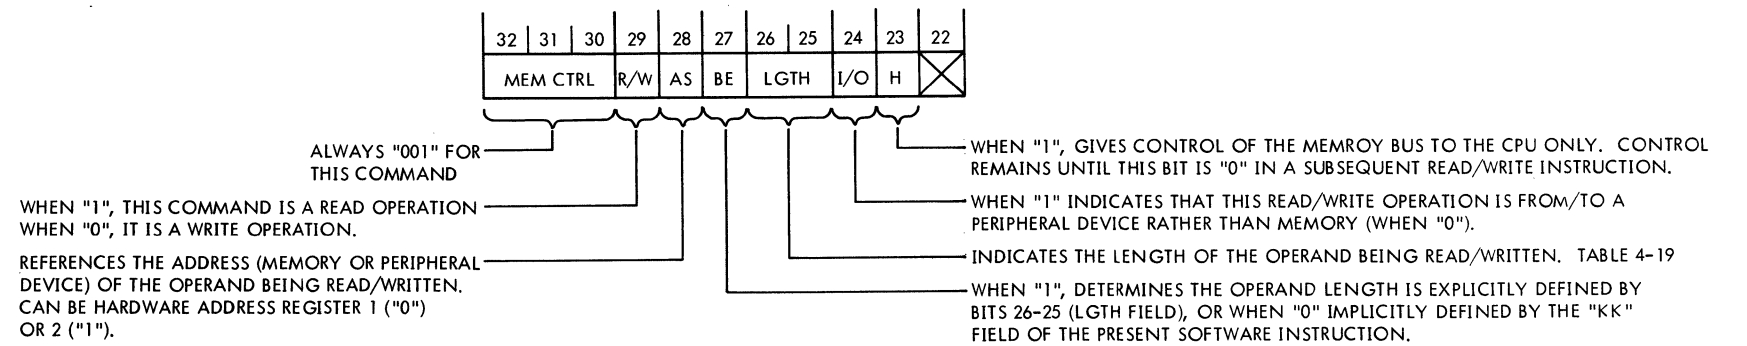 32 31 30 29 28 27 26 25 24 23 22
MEM CTRL R/W AS BE LGTH I/O H
ALWAYS "001" FOR
THIS COMMAND
WHEN "1", THIS COMMAND IS A READ OPERATION
WHEN "0", IT IS A WRITE OPERATION.
REFERENCES THE ADDRESS (MEMORY OR PERIPHERAL
DEVICE) OF THE OPERAND BEING READ/WRITTEN.
CAN BE HARDWARE ADDRESS REGISTER 1 ("0")
OR 2 ("1").
WHEN "1", GIVES CONTROL OF THE MEMROY BUS TO THE CPU ONLY. CONTROL
REMAINS UNTIL THIS BIT IS "0" IN A SUBSEQUENT READ/WRITE INSTRUCTION.
WHEN "1" INDICATES THAT THIS READ/WRITE OPERATION IS FROM/TO A
PERIPHERAL DEVICE RATHER THAN MEMORY (WHEN "0").
INDICATES THE LENGTH OF THE OPERAND BEING READ/WRITTEN. TABLE 4-19
WHEN "1", DETERMINES THE OPERAND LENGTH IS EXPLICITLY DEFINED BY
BITS 26-25 (LGTH FIELD), OR WHEN "0" IMPLICITLY DEFINED BY THE "KK"
FIELD OF THE PRESENT SOFTWARE INSTRUCTION.